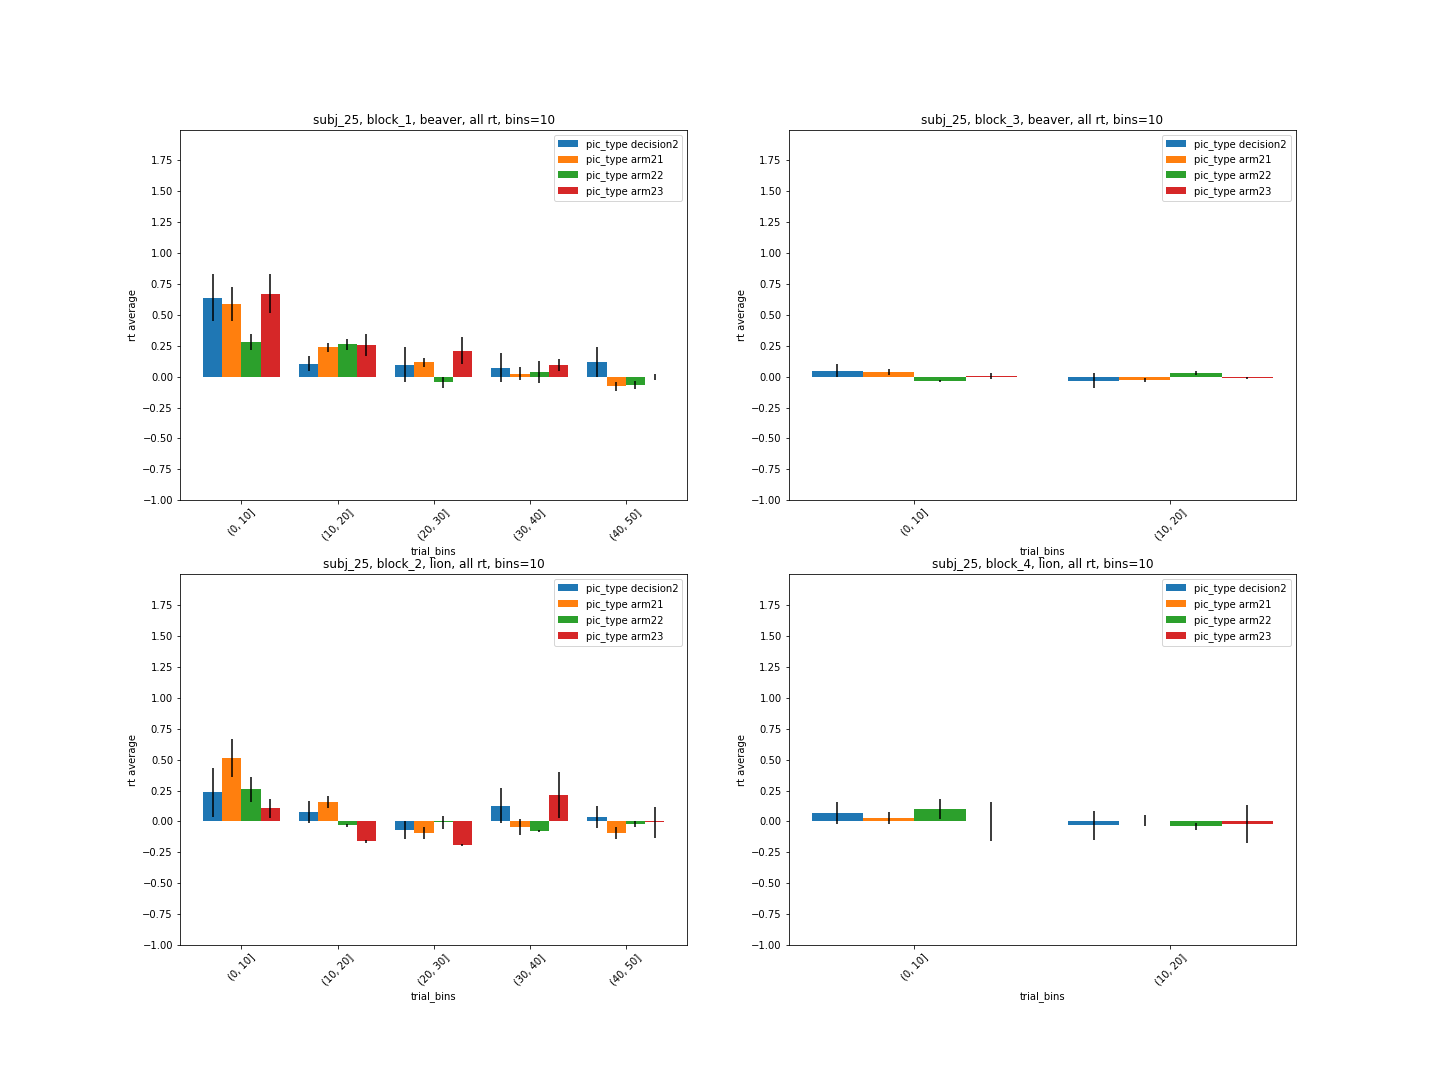 subj_25, block_1, beaver, all rt, bins=10
pic_type decision2
pic_type arm21
pic_type arm22
pic_type arm23
1.75
1.50
1.25
1.00
0.75
0.50
0.25
0.00
−0.25
−0.50
−0.75
−1.00
rt average
(0, 10]
(10, 20]
(20, 30]
(30, 40]
(40, 50]
trial_bins
subj_25, block_3, beaver, all rt, bins=10
pic_type decision2
pic_type arm21
pic_type arm22
pic_type arm23
1.75
1.50
1.25
1.00
0.75
0.50
0.25
0.00
−0.25
−0.50
−0.75
−1.00
rt average
(0, 10]
(10, 20]
trial_bins
subj_25, block_2, lion, all rt, bins=10
pic_type decision2
pic_type arm21
pic_type arm22
pic_type arm23
1.75
1.50
1.25
1.00
0.75
0.50
0.25
0.00
−0.25
−0.50
−0.75
−1.00
rt average
(0, 10]
(10, 20]
(20, 30]
(30, 40]
(40, 50]
trial_bins
subj_25, block_4, lion, all rt, bins=10
pic_type decision2
pic_type arm21
pic_type arm22
pic_type arm23
1.75
1.50
1.25
1.00
0.75
0.50
0.25
0.00
−0.25
−0.50
−0.75
−1.00
rt average
(0, 10]
(10, 20]
trial_bins